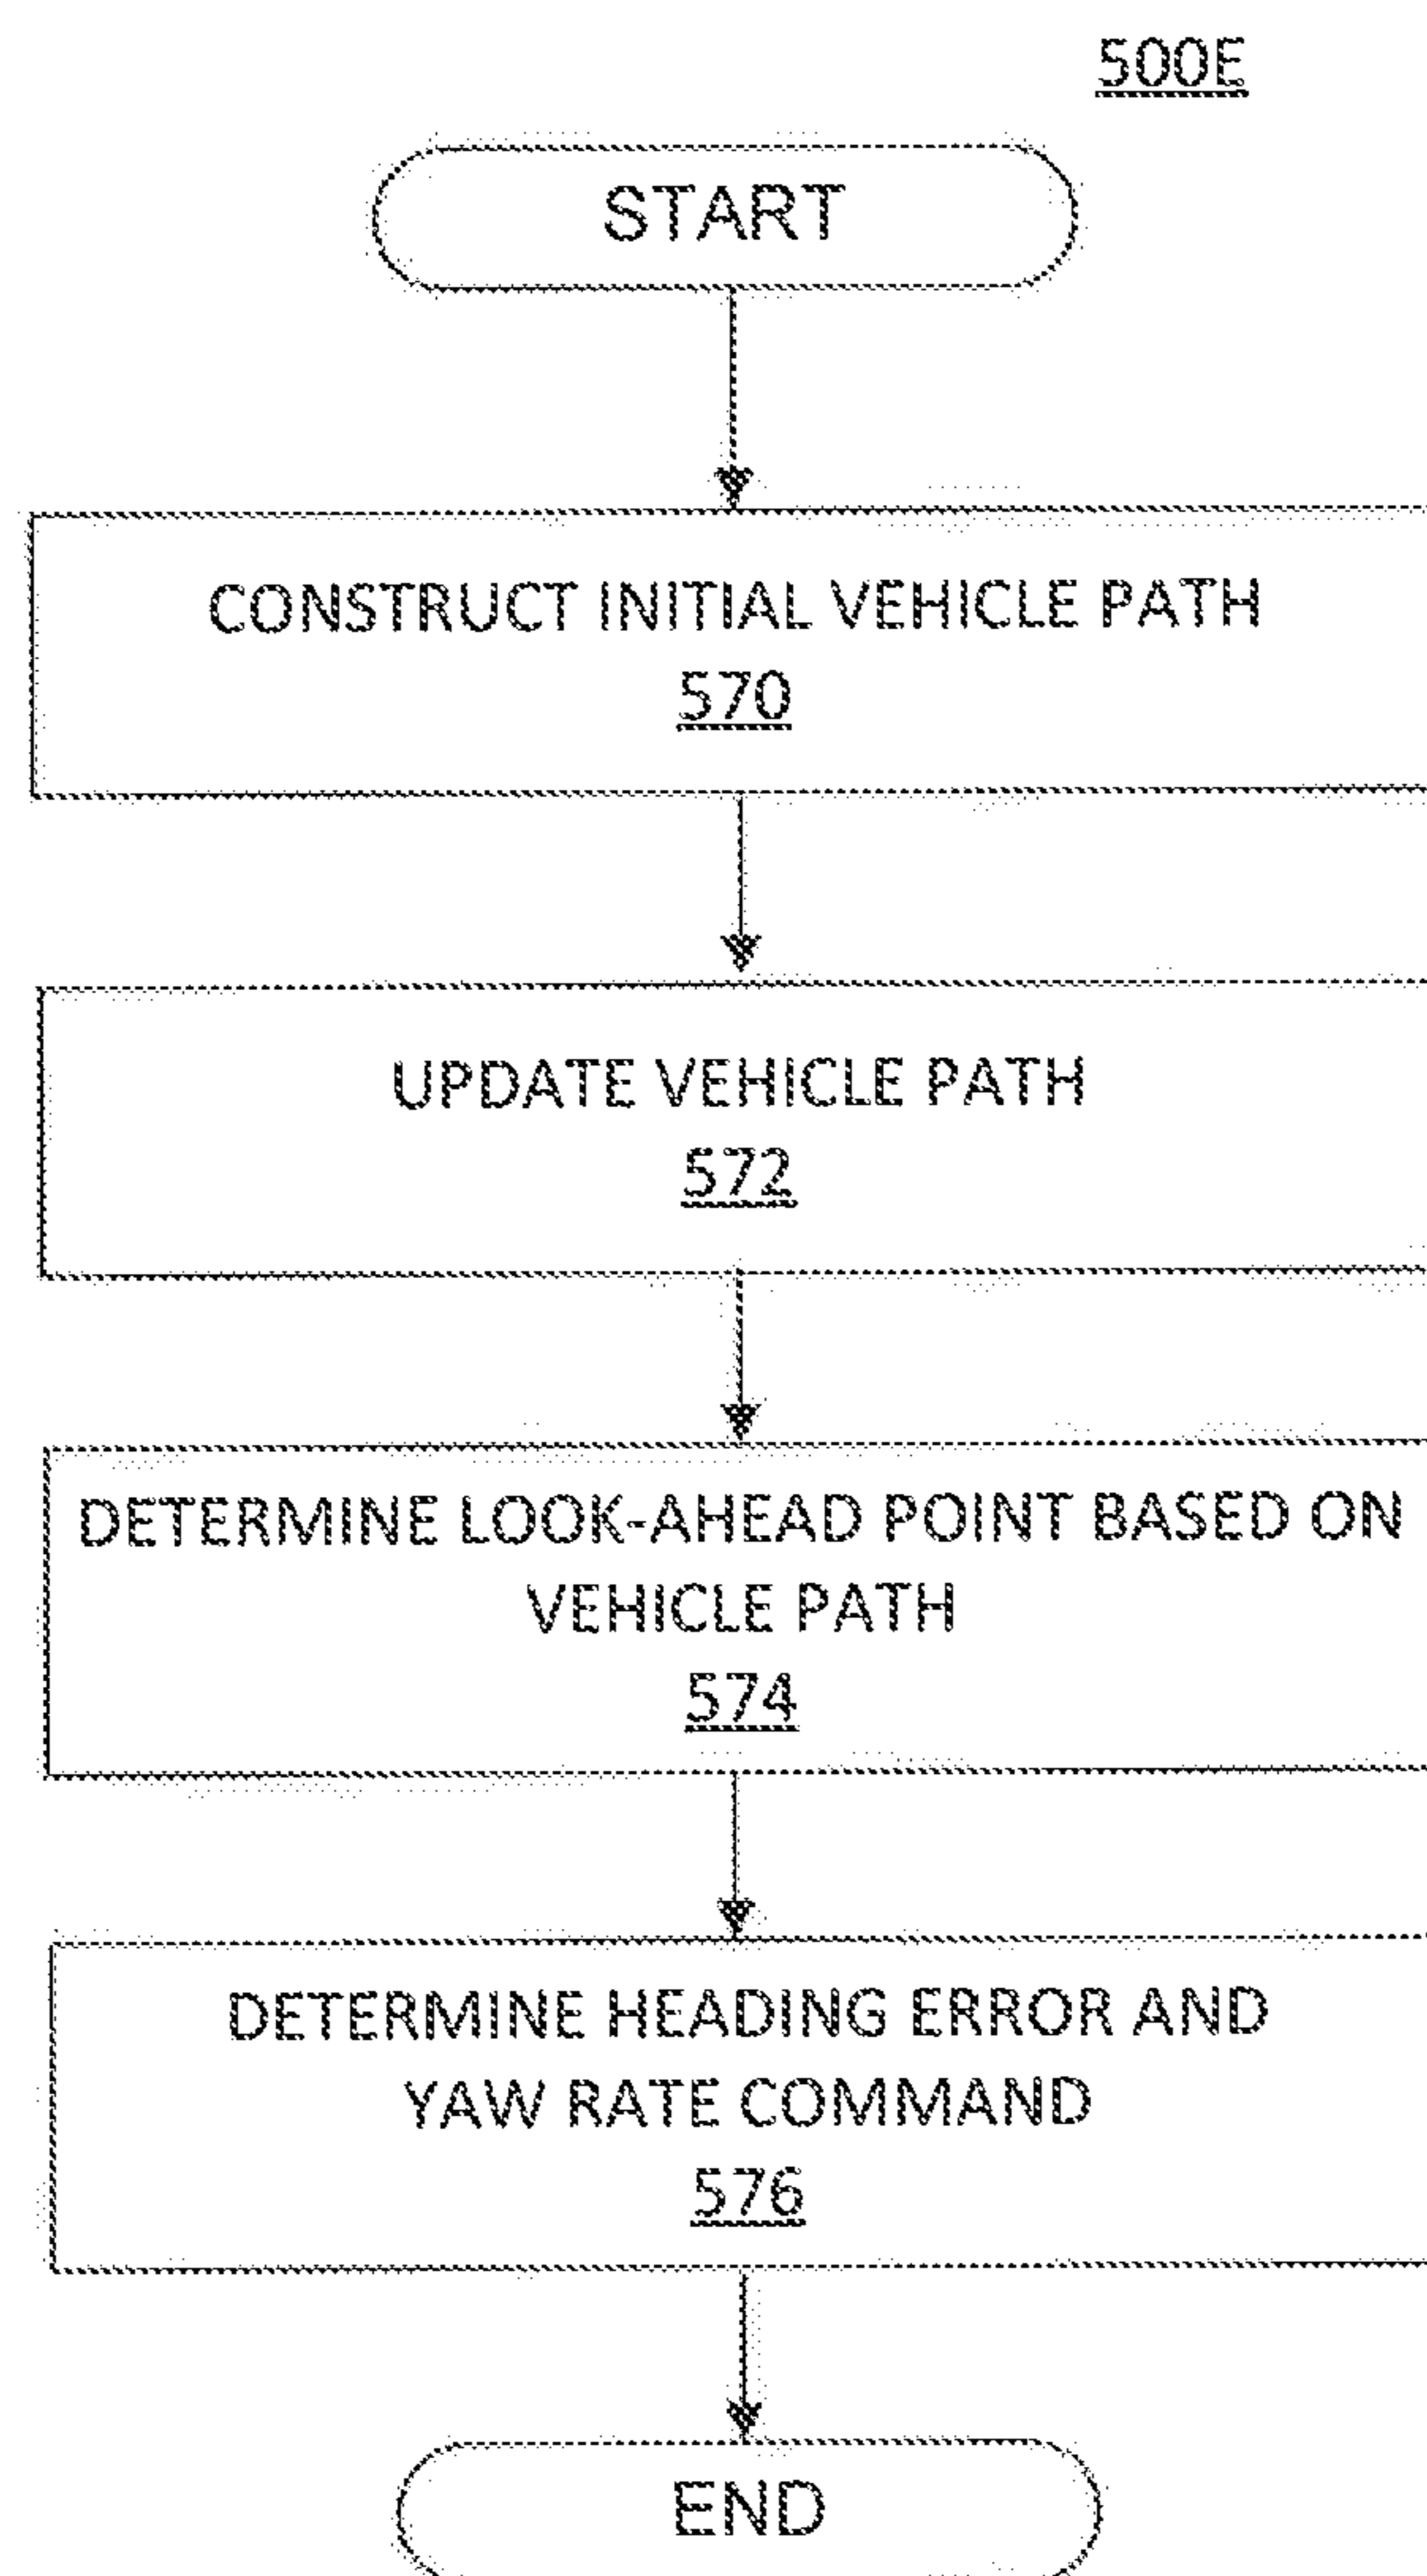 500E
START
CONSTRUCT INITIAL VEHICLE PATH
570
UPDATE VEHICLE PATH
572
DETERMINE LOOK-AHEAD POINT BASED ON
VEHICLE PATH
574
DETERMINE HEADING ERROR AND
YAW RATE COMMAND
576
END